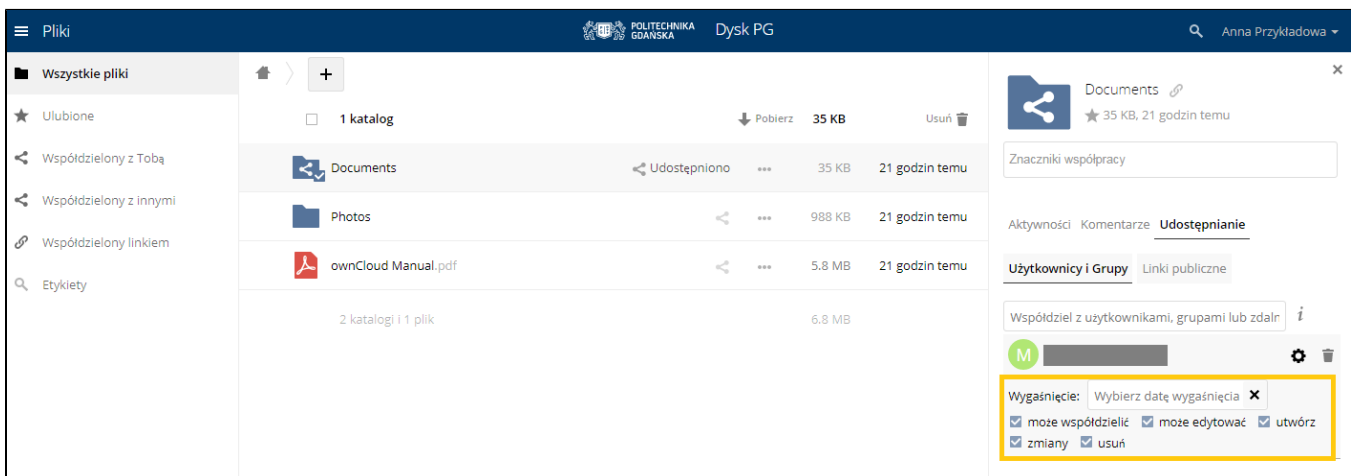 Pliki
POLITECHNIKA
GDAŃSKA
Dysk PG
Anna Przykładowa
Wszystkie pliki
Ulubione
Współdzielony z Tobą
Współdzielony z innymi
Współdzielony linkiem
Etykiety
+
1 katalog Pobierz 35 KB Usuń
Documents Udostępniono ... 35 KB 21 godzin temu
Photos ... 988 KB 21 godzin temu
ownCloud Manual.pdf ... 5.8 MB 21 godzin temu
2 katalogi i 1 plik 6.8 MB
Documents
35 KB, 21 godzin temu
Znaczniki współpracy
Aktywności Komentarze Udostępnianie
Użytkownicy i Grupy Linki publiczne
Współdziel z użytkownikami, grupami lub zdaln i
M
Wygaśnięcie: Wybierz datę wygaśnięcia
może współdzielić może edytować utwórz
zmiany usuń